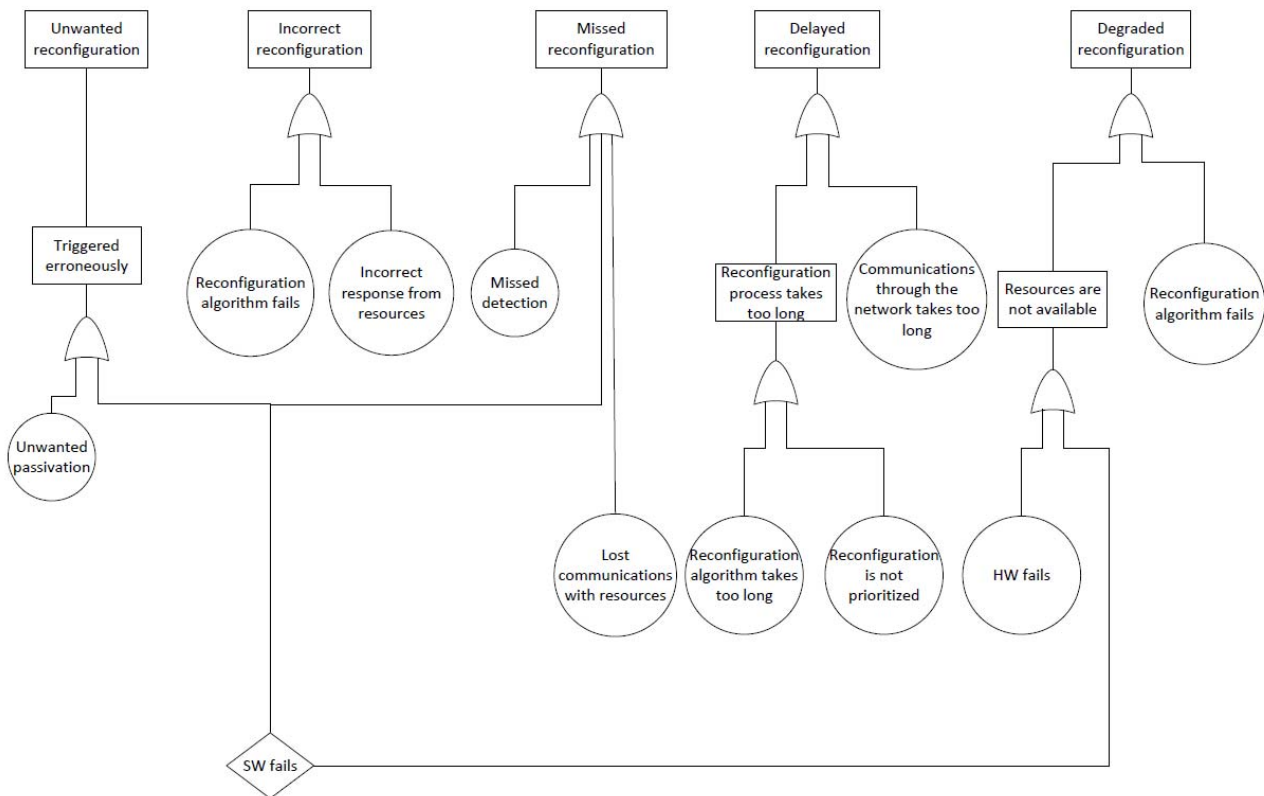 Unwanted
reconfiguration
Incorrect
reconfiguration
Missed
reconfiguration
Delayed
reconfiguration
Degraded
reconfiguration
Triggered
erroneously
Reconfiguration
algorithm fails
Incorrect
response from
resources
Missed
detection
Reconfiguration
process takes
too long
Communications
through the
network takes too
long
Resources are
not available
Reconfiguration
algorithm fails
Unwanted
passivation
Lost
communications
with resources
Reconfiguration
algorithm takes
too long
Reconfiguration
is not
prioritized
HW fails
SW fails